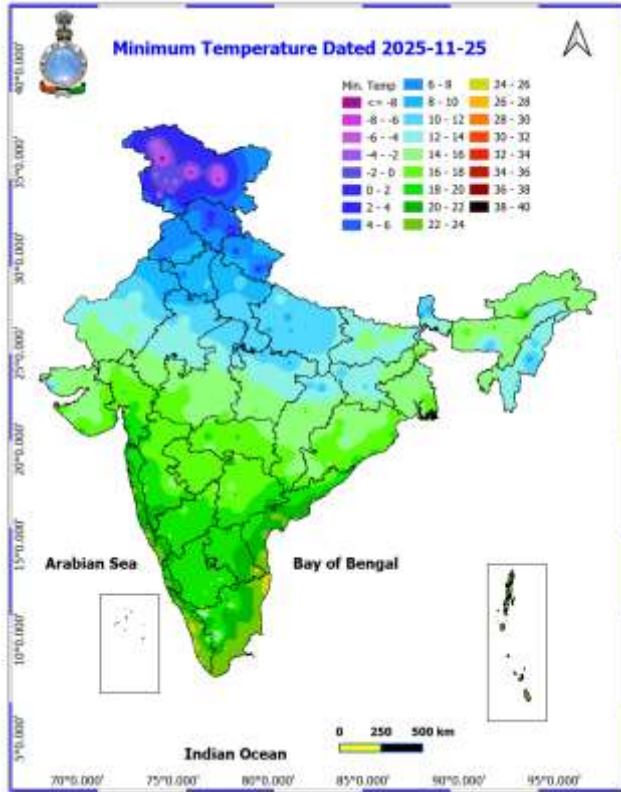 Minimum Temperature Dated 2025-11-25
Min. Temp
<= -8
-8 - -6
-6 - -4
-4 - -2
-2 - 0
0 - 2
2 - 4
4 - 6
6 - 8
8 - 10
10 - 12
12 - 14
14 - 16
16 - 18
18 - 20
20 - 22
22 - 24
24 - 26
26 - 28
28 - 30
30 - 32
32 - 34
34 - 36
36 - 38
38 - 40
40°0.000'
35°0.000'
30°0.000'
25°0.000'
20°0.000'
15°0.000'
10°0.000'
5°0.000'
Arabian Sea
Bay of Bengal
0 250 500 km
Indian Ocean
70°0.000' 75°0.000' 80°0.000' 85°0.000' 90°0.000' 95°0.000'